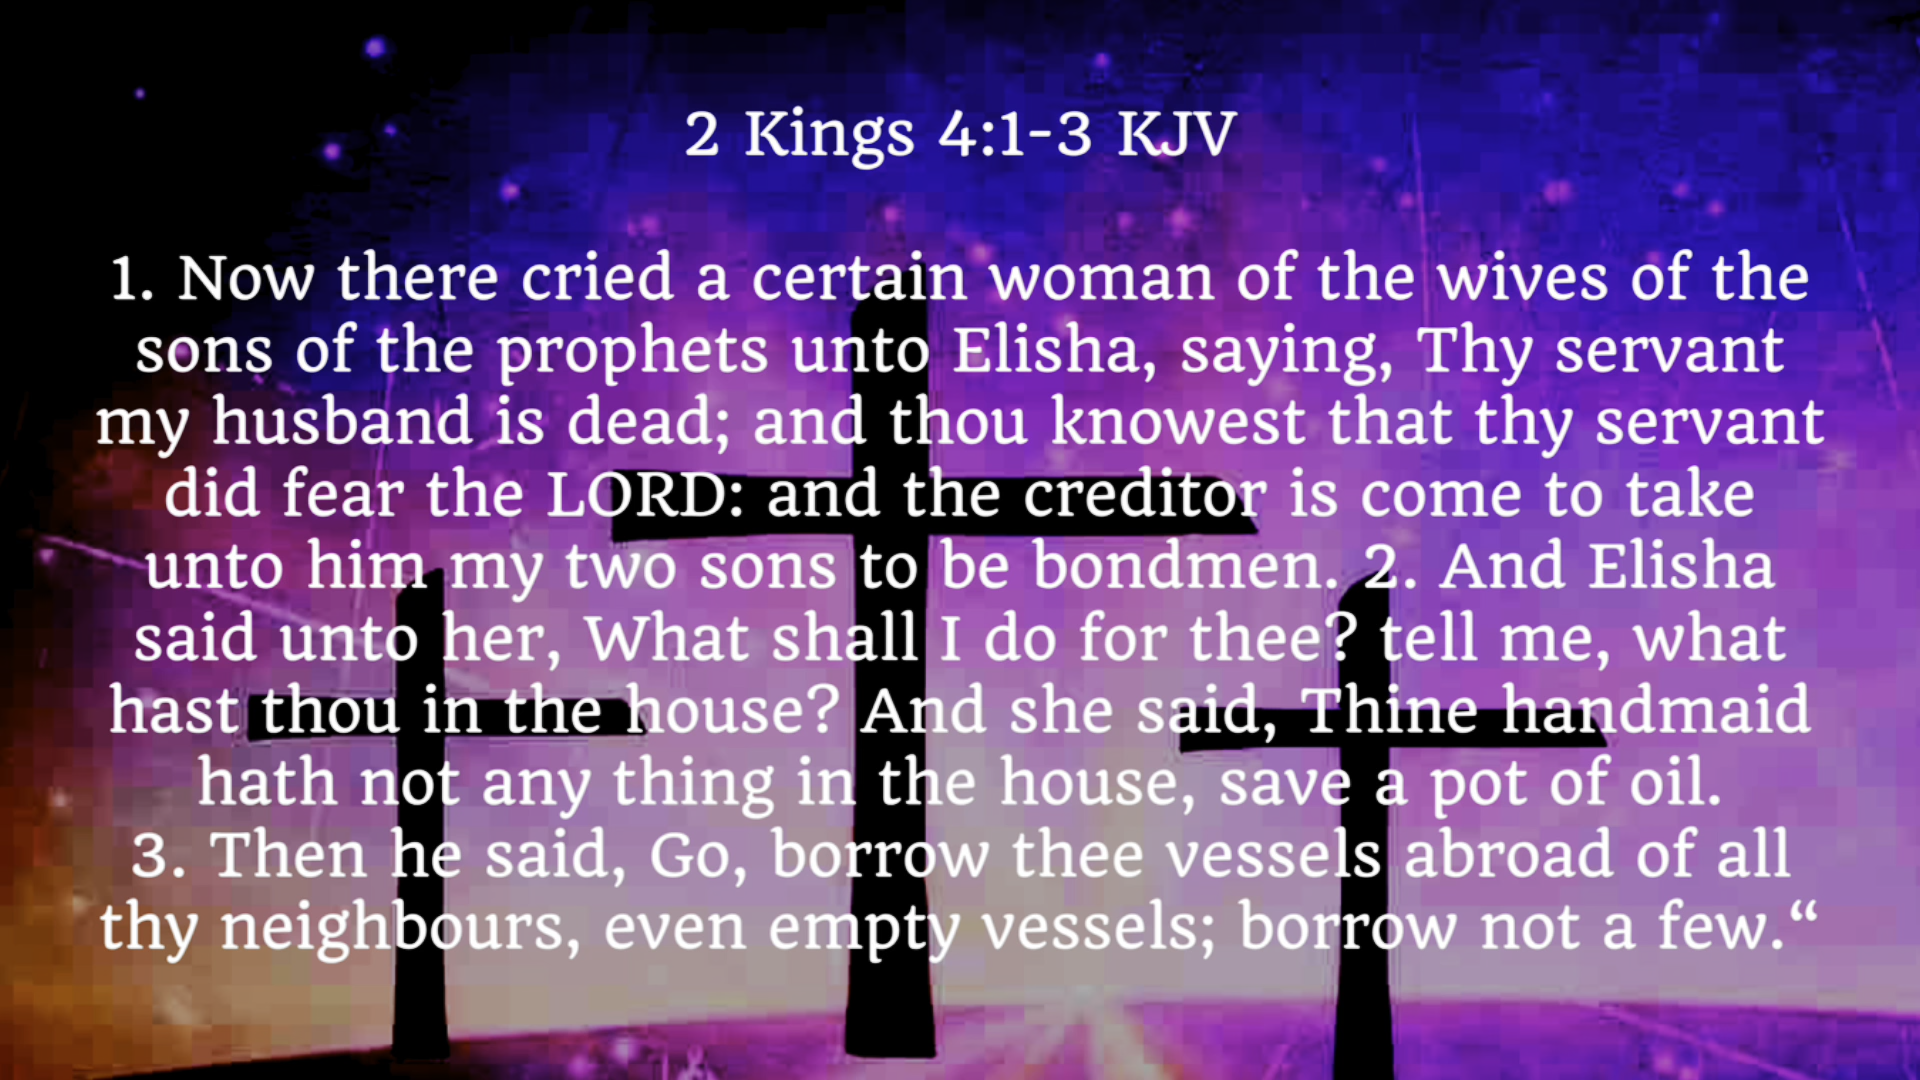 2 Kings 4:1-3 KJV
1. Now there cried a certain woman of the wives of the
sons of the prophets unto Elisha, saying, Thy servant
my husband is dead; and thou knowest that thy servant
did fear the LORD: and the creditor is come to take
unto him my two sons to be bondmen. 2. And Elisha
said unto her, What shall I do for thee? tell me, what
hast thou in the house? And she said, Thine handmaid
hath not any thing in the house, save a pot of oil.
3. Then he said, Go, borrow thee vessels abroad of all
thy neighbours, even empty vessels; borrow not a few.“